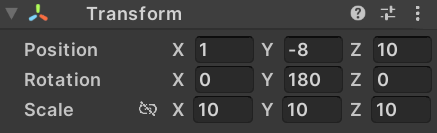 Transform
Position X 1 Y -8 Z 10
Rotation X 0 Y 180 Z 0
Scale X 10 Y 10 Z 10